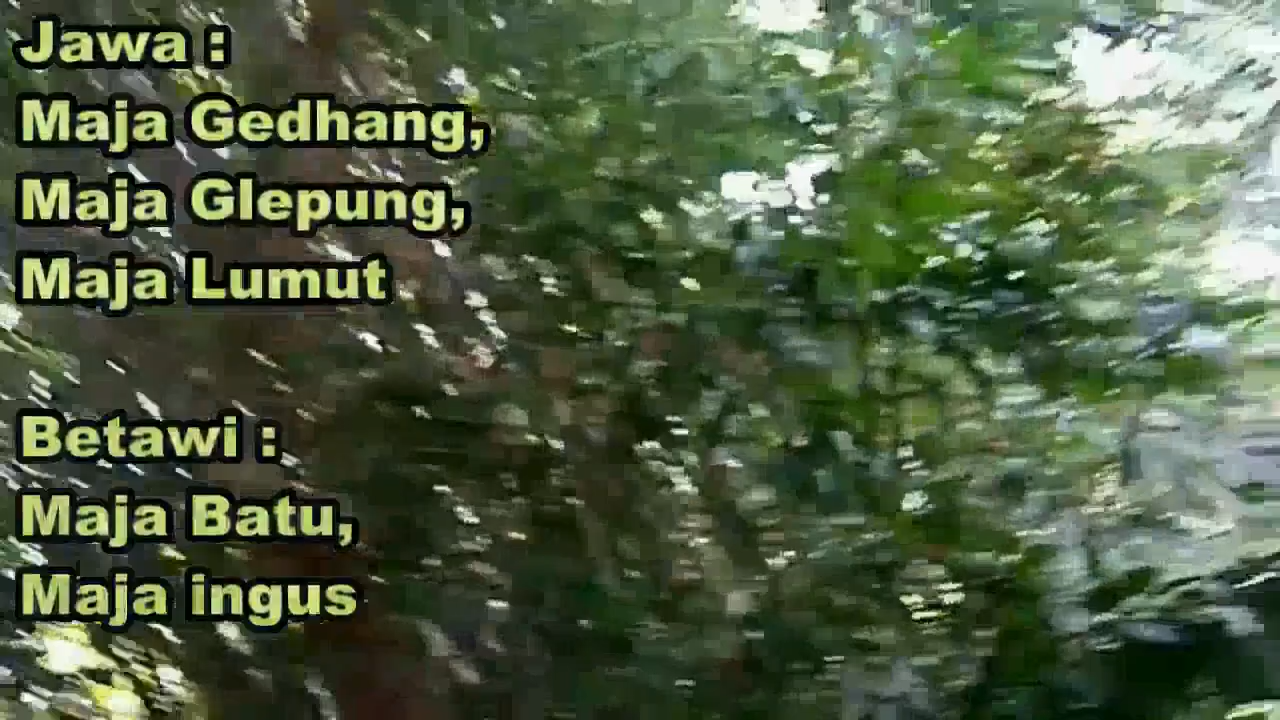 Jawa :
Maja Gedhang,
Maja Glepung,
Maja Lumut
Betawi :
Maja Batu,
Maja ingus